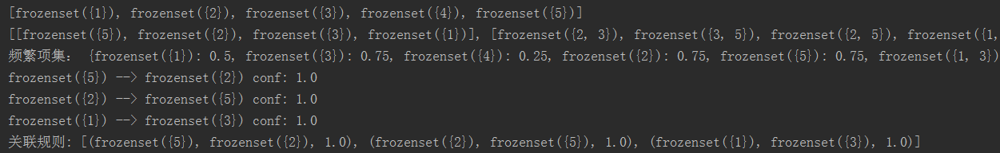 [frozenset({1}), frozenset({2}), frozenset({3}), frozenset({4}), frozenset({5})]
[[frozenset({5}), frozenset({2}), frozenset({3}), frozenset({1})], [frozenset({2, 3}), frozenset({3, 5}), frozenset({2, 5}), frozenset({1,
频繁项集: {frozenset({1}): 0.5, frozenset({3}): 0.75, frozenset({4}): 0.25, frozenset({2}): 0.75, frozenset({5}): 0.75, frozenset({1, 3})
frozenset({5}) --> frozenset({2}) conf: 1.0
frozenset({2}) --> frozenset({5}) conf: 1.0
frozenset({1}) --> frozenset({3}) conf: 1.0
关联规则: [(frozenset({5}), frozenset({2}), 1.0), (frozenset({2}), frozenset({5}), 1.0), (frozenset({1}), frozenset({3}), 1.0)]